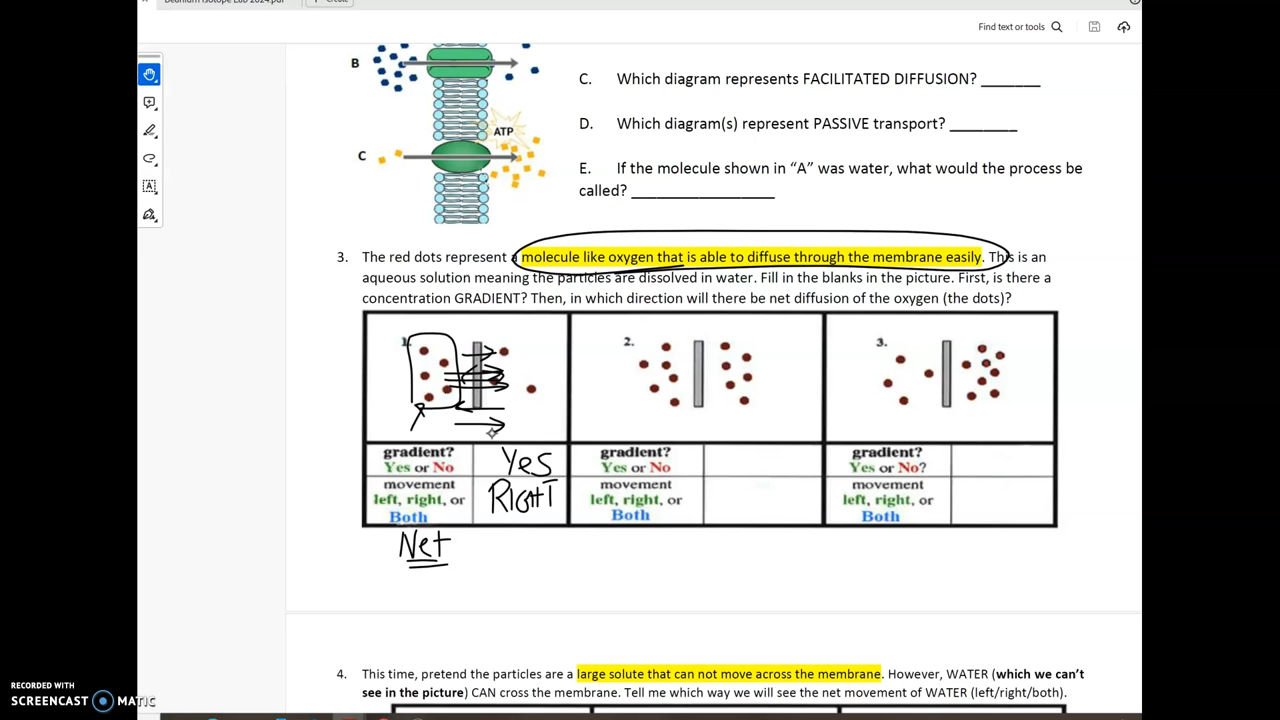 Deanium Isotope Lab 2024.pdf
Create
Find text or tools
B
C. Which diagram represents FACILITATED DIFFUSION? _______
ATP
D. Which diagram(s) represent PASSIVE transport? ________
C
E. If the molecule shown in “A” was water, what would the process be
called? _________________
3. The red dots represent a molecule like oxygen that is able to diffuse through the membrane easily. This is an
aqueous solution meaning the particles are dissolved in water. Fill in the blanks in the picture. First, is there a
concentration GRADIENT? Then, in which direction will there be net diffusion of the oxygen (the dots)?
1. 2. 3.
gradient? Yes gradient? gradient?
Yes or No Yes or No Yes or No?
movement RIGHT movement movement
left, right, or left, right, or left, right, or
Both Both Both
Net
4. This time, pretend the particles are a large solute that can not move across the membrane. However, WATER (which we can’t
see in the picture) CAN cross the membrane. Tell me which way we will see the net movement of WATER (left/right/both).
RECORDED WITH
SCREENCAST MATIC